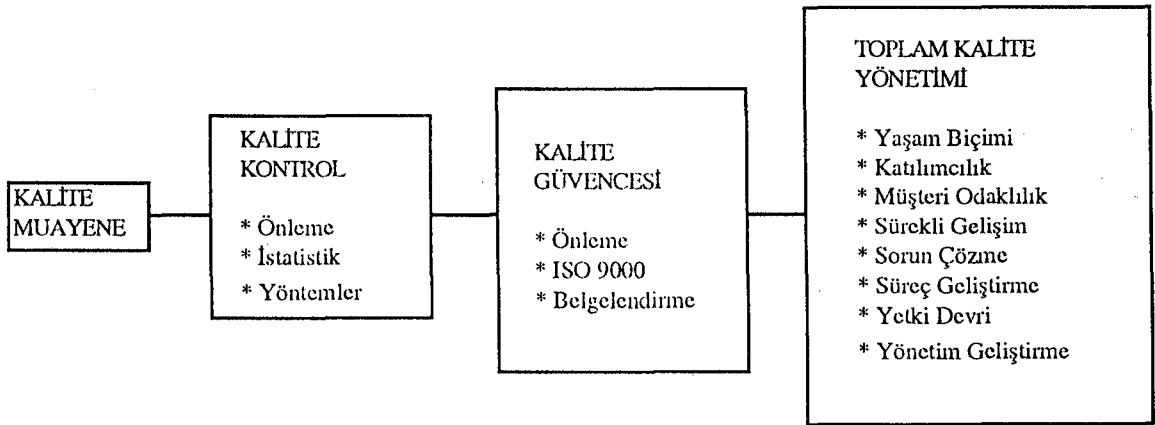 KALİTE
MUAYENE
KALİTE
KONTROL
* Önleme
* İstatistik
* Yöntemler
KALİTE
GÜVENCESİ
* Önleme
* ISO 9000
* Belgelendirme
TOPLAM KALİTE
YÖNETİMİ
* Yaşam Biçimi
* Katılımcılık
* Müşteri Odaklılık
* Sürekli Gelişim
* Sorun Çözme
* Süreç Geliştirme
* Yetki Devri
* Yönetim Geliştirme